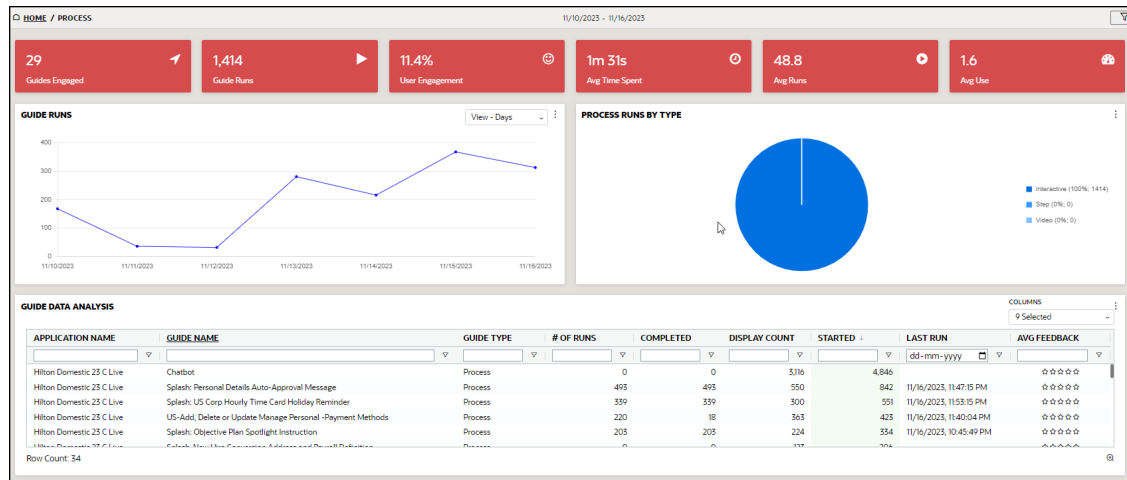 HOME / PROCESS 11/10/2023 - 11/16/2023
29 1,414 11.4% 1m 31s 48.8 1.6
Guides Engaged Guide Runs User Engagement Avg Time Spent Avg Runs Avg Use
GUIDE RUNS View - Days PROCESS RUNS BY TYPE
400
300
200
100
0
11/10/2023 11/11/2023 11/12/2023 11/13/2023 11/14/2023 11/15/2023 11/16/2023
Interactive (100%; 1414)
Step (0%; 0)
Video (0%; 0)
GUIDE DATA ANALYSIS COLUMNS
9 Selected
APPLICATION NAME GUIDE NAME GUIDE TYPE # OF RUNS COMPLETED DISPLAY COUNT STARTED ↓ LAST RUN AVG FEEDBACK
dd-mm-yyyy
Hilton Domestic 23 C Live Chatbot Process 0 0 3,116 4,846
Hilton Domestic 23 C Live Splash: Personal Details Auto-Approval Message Process 493 493 550 842 11/16/2023, 11:47:15 PM
Hilton Domestic 23 C Live Splash: US Corp Hourly Time Card Holiday Reminder Process 339 339 300 551 11/16/2023, 11:53:15 PM
Hilton Domestic 23 C Live US-Add, Delete or Update Manage Personal -Payment Methods Process 220 18 363 423 11/16/2023, 11:40:04 PM
Hilton Domestic 23 C Live Splash: Objective Plan Spotlight Instruction Process 203 203 224 334 11/16/2023, 10:45:49 PM
Row Count: 34